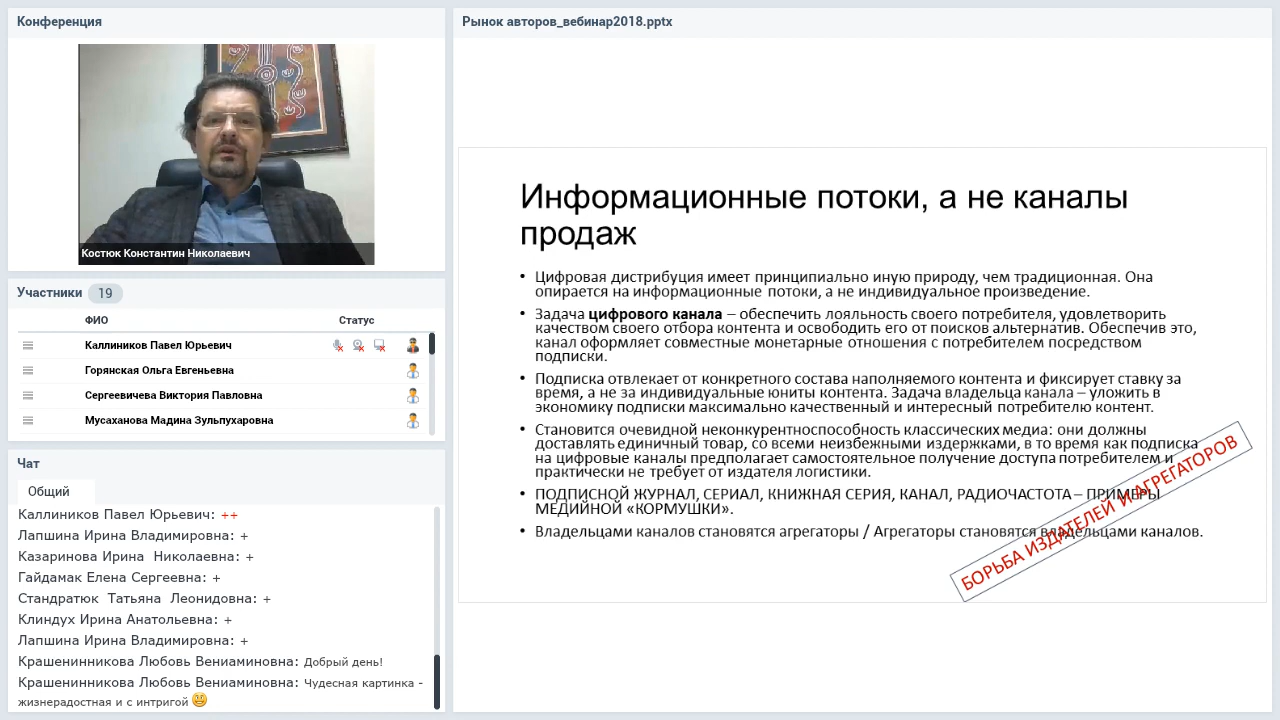 Конференция
Костюк Константин Николаевич
Участники 19
ФИО Статус
Каллиников Павел Юрьевич
Горянская Ольга Евгеньевна
Сергеевичева Виктория Павловна
Мусаханова Мадина Зульпухаровна
Чат
Общий
Каллиников Павел Юрьевич: ++
Лапшина Ирина Владимировна: +
Казаринова Ирина Николаевна: +
Гайдамак Елена Сергеевна: +
Стандратюк Татьяна Леонидовна: +
Клиндух Ирина Анатольевна: +
Лапшина Ирина Владимировна: +
Крашенинникова Любовь Вениаминовна: Добрый день!
Крашенинникова Любовь Вениаминовна: Чудесная картинка -
жизнерадостная и с интригой
Рынок авторов_вебинар2018.pptx
Информационные потоки, а не каналы
продаж
• Цифровая дистрибуция имеет принципиально иную природу, чем традиционная. Она
опирается на информационные потоки, а не индивидуальное произведение.
• Задача цифрового канала – обеспечить лояльность своего потребителя, удовлетворить
качеством своего отбора контента и освободить его от поисков альтернатив. Обеспечив это,
канал оформляет совместные монетарные отношения с потребителем посредством
подписки.
• Подписка отвлекает от конкретного состава наполняемого контента и фиксирует ставку за
время, а не за индивидуальные юниты контента. Задача владельца канала – уложить в
экономику подписки максимально качественный и интересный потребителю контент.
• Становится очевидной неконкурентноспособность классических медиа: они должны
доставлять единичный товар, со всеми неизбежными издержками, в то время как подписка
на цифровые каналы предполагает самостоятельное получение доступа потребителем и
практически не требует от издателя логистики.
• ПОДПИСНОЙ ЖУРНАЛ, СЕРИАЛ, КНИЖНАЯ СЕРИЯ, КАНАЛ, РАДИОЧАСТОТА – ПРИМЕРЫ
МЕДИЙНОЙ «КОРМУШКИ».
• Владельцами каналов становятся агрегаторы / Агрегаторы становятся владельцами каналов.
БОРЬБА ИЗДАТЕЛЕЙ И АГРЕГАТОРОВ